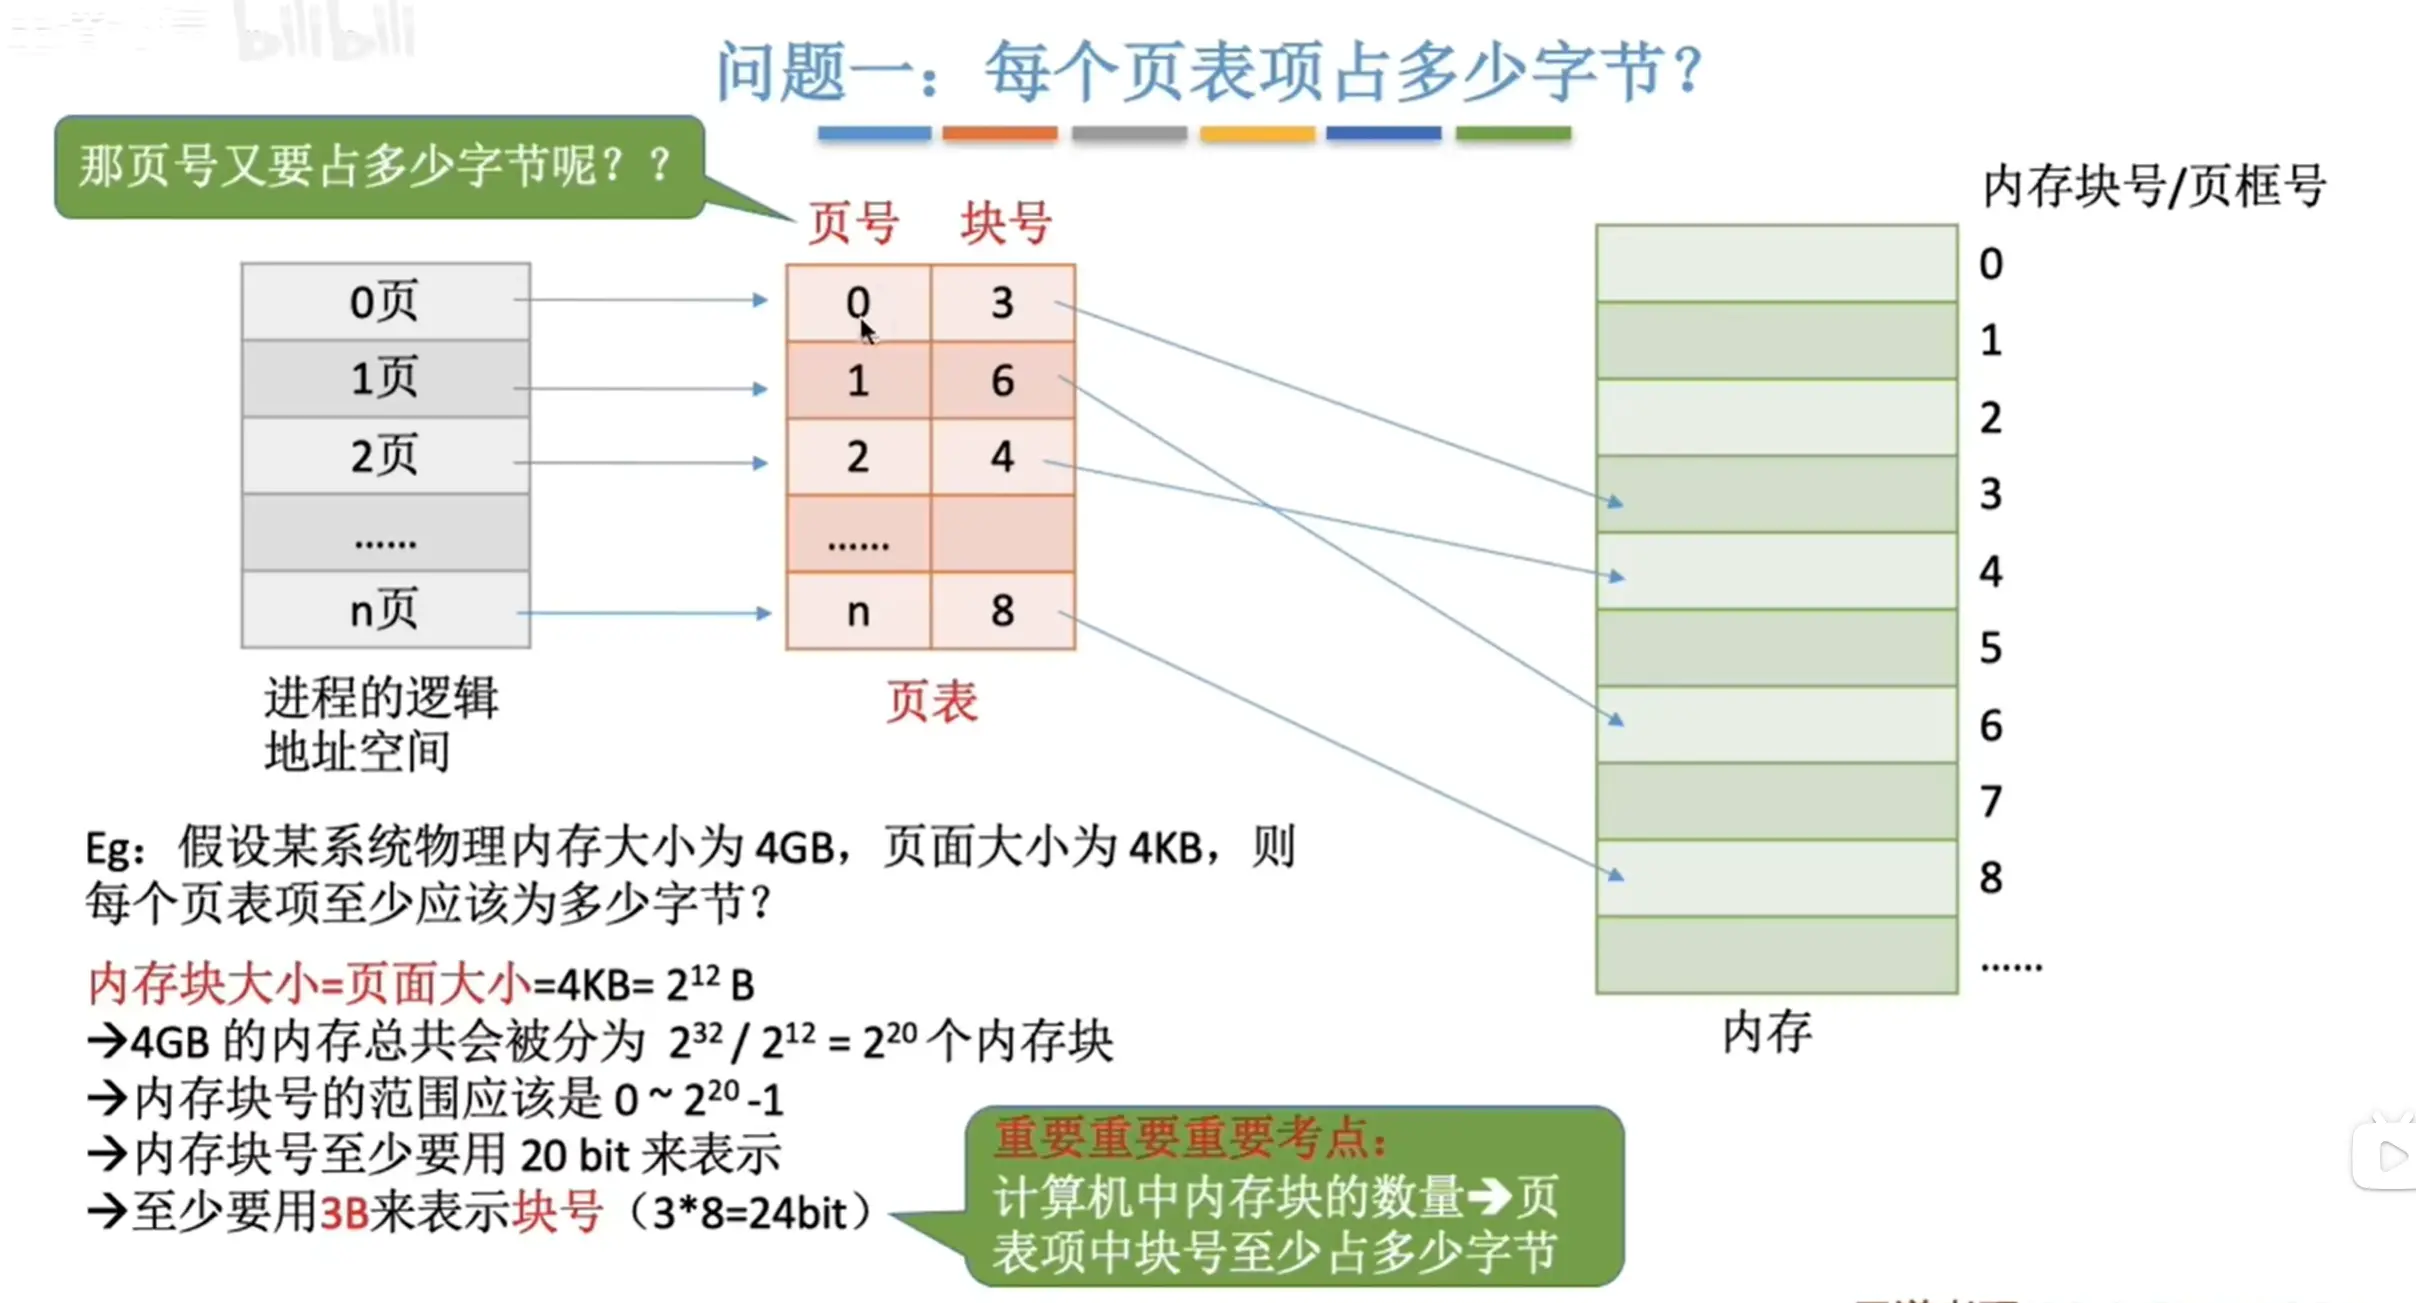 bilibili
问题一：每个页表项占多少字节？
那页号又要占多少字节呢？？
内存块号/页框号
页号 块号
0页
1页
2页
......
n页
进程的逻辑
地址空间
0 3
1 6
2 4
......
n 8
页表
0
1
2
3
4
5
6
7
8
......
内存
Eg：假设某系统物理内存大小为 4GB，页面大小为 4KB，则
每个页表项至少应该为多少字节？
内存块大小=页面大小=4KB= 2¹² B
→4GB 的内存总共会被分为 2³² / 2¹² = 2²⁰ 个内存块
→内存块号的范围应该是 0 ~ 2²⁰ -1
→内存块号至少要用 20 bit 来表示
→至少要用3B来表示块号（3*8=24bit）
重要重要重要考点：
计算机中内存块的数量→页
表项中块号至少占多少字节